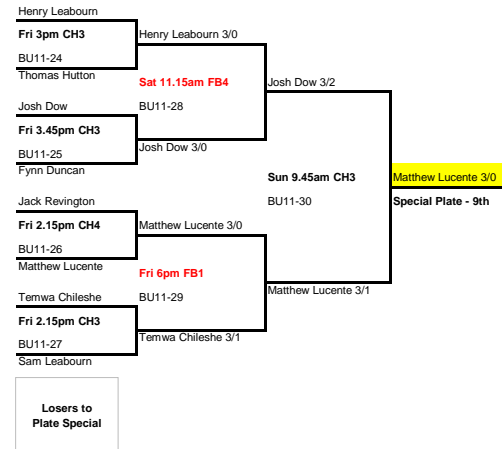 Henry Leabourn
Fri 3pm CH3
BU11-24
Thomas Hutton
Henry Leabourn 3/0
Sat 11.15am FB4
BU11-28
Josh Dow
Fri 3.45pm CH3
BU11-25
Fynn Duncan
Josh Dow 3/0
Josh Dow 3/2
Sun 9.45am CH3
BU11-30
Matthew Lucente 3/0
Special Plate - 9th
Jack Revington
Fri 2.15pm CH4
BU11-26
Matthew Lucente
Matthew Lucente 3/0
Fri 6pm FB1
BU11-29
Matthew Lucente 3/1
Temwa Chileshe
Fri 2.15pm CH3
BU11-27
Sam Leabourn
Temwa Chileshe 3/1
Losers to
Plate Special